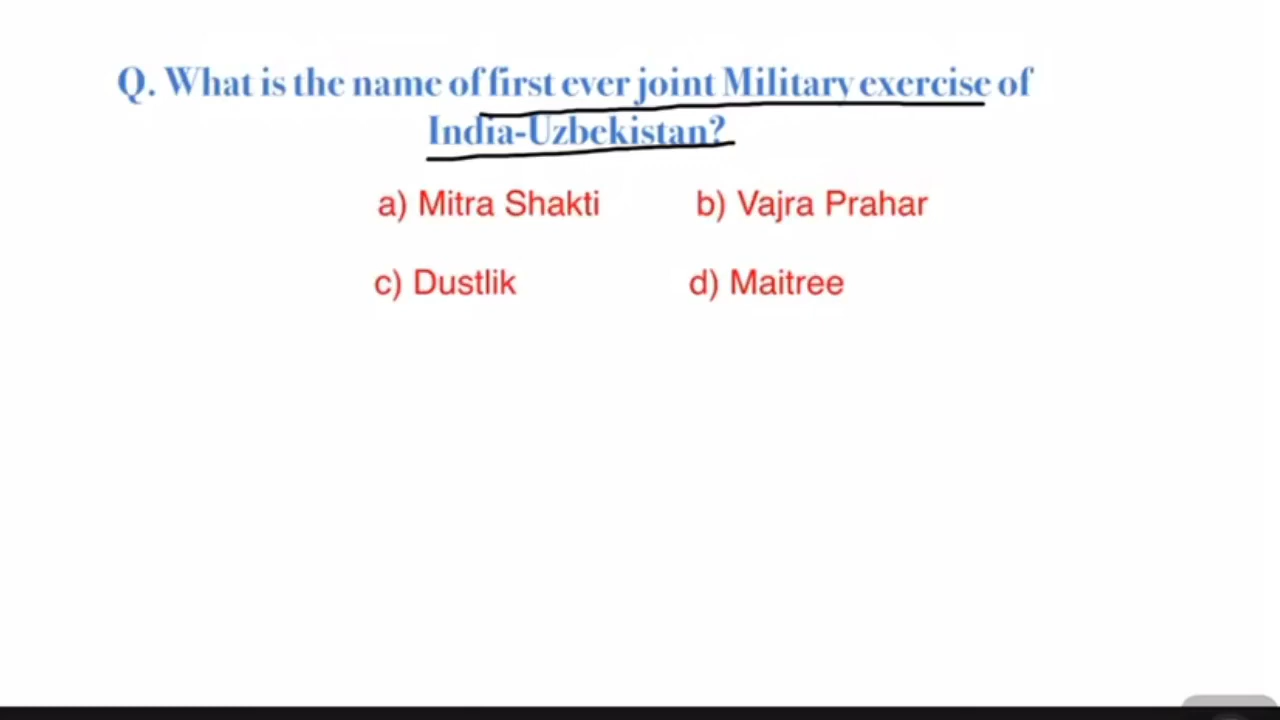 Q. What is the name of first ever joint Military exercise of
India-Uzbekistan?
a) Mitra Shakti b) Vajra Prahar
c) Dustlik d) Maitree